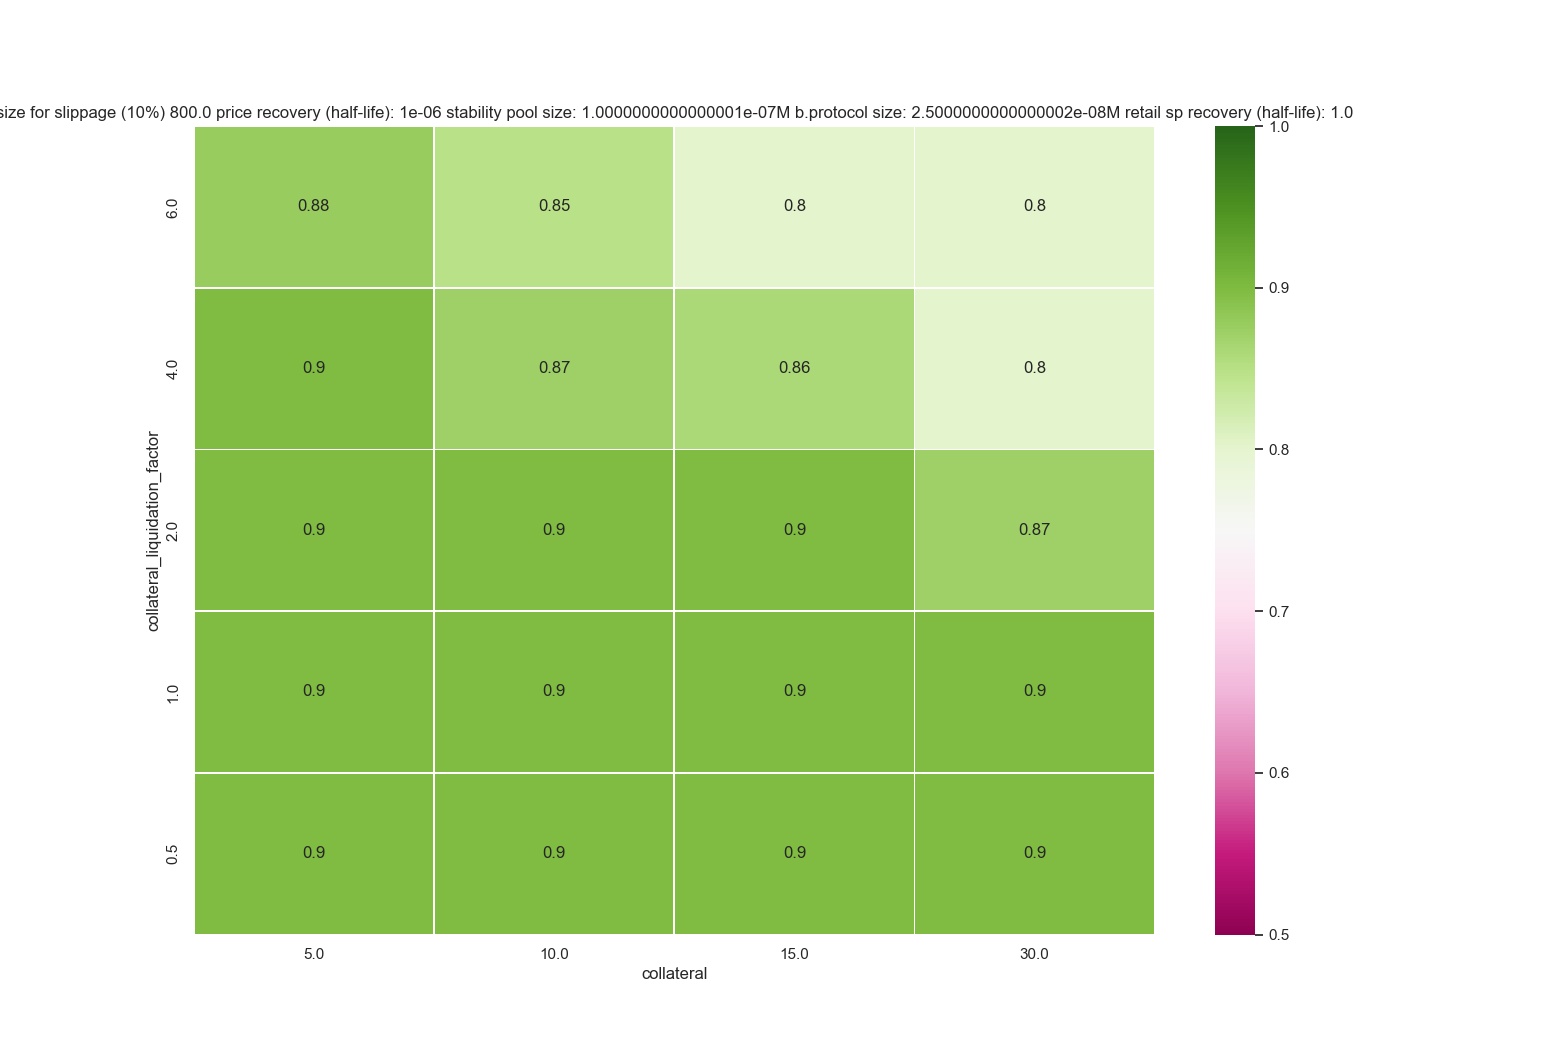 size for slippage (10%) 800.0 price recovery (half-life): 1e-06 stability pool size: 1.0000000000000001e-07M b.protocol size: 2.5000000000000002e-08M retail sp recovery (half-life): 1.0
1.0
6.0 0.88 0.85 0.8 0.8
0.9
4.0 0.9 0.87 0.86 0.8
0.8
collateral_liquidation_factor
2.0 0.9 0.9 0.9 0.87
0.7
1.0 0.9 0.9 0.9 0.9
0.6
0.5 0.9 0.9 0.9 0.9
0.5
5.0 10.0 15.0 30.0
collateral